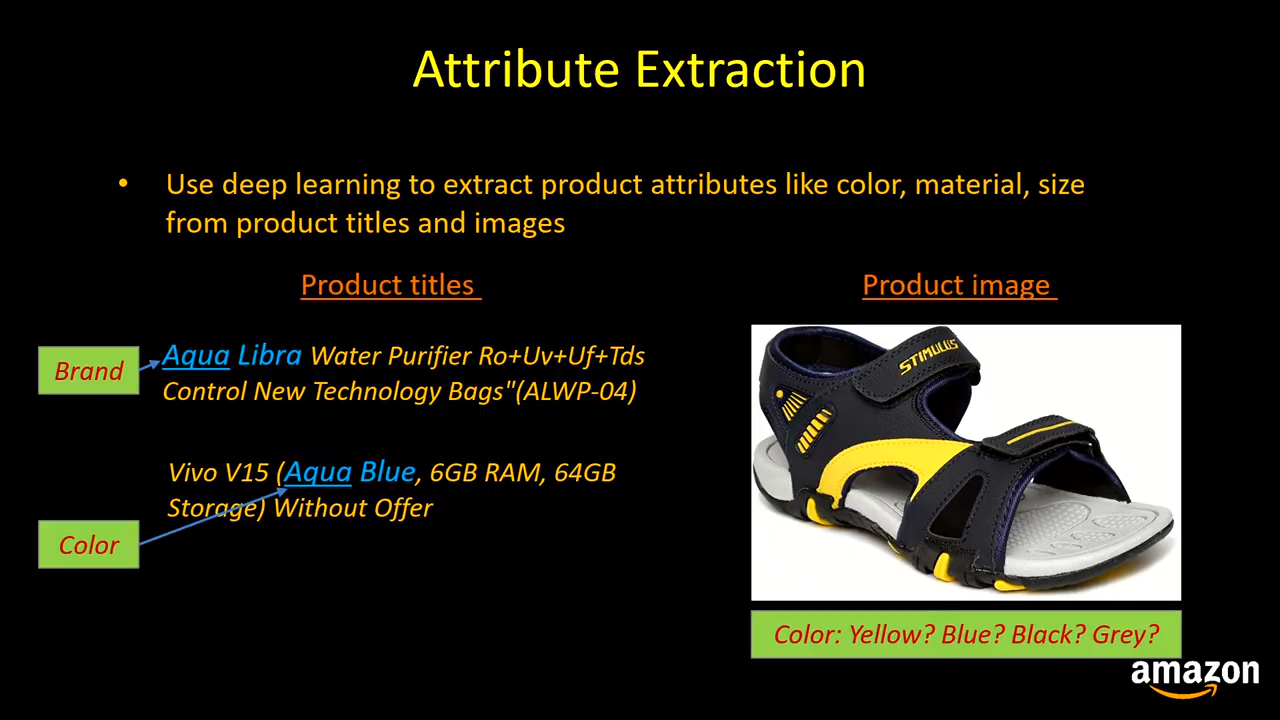 Attribute Extraction
• Use deep learning to extract product attributes like color, material, size
from product titles and images
Product titles
Product image
Brand
Aqua Libra Water Purifier Ro+Uv+Uf+Tds
Control New Technology Bags"(ALWP-04)
Vivo V15 (Aqua Blue, 6GB RAM, 64GB
Storage) Without Offer
Color
STIMULUS
Color: Yellow? Blue? Black? Grey?
amazon